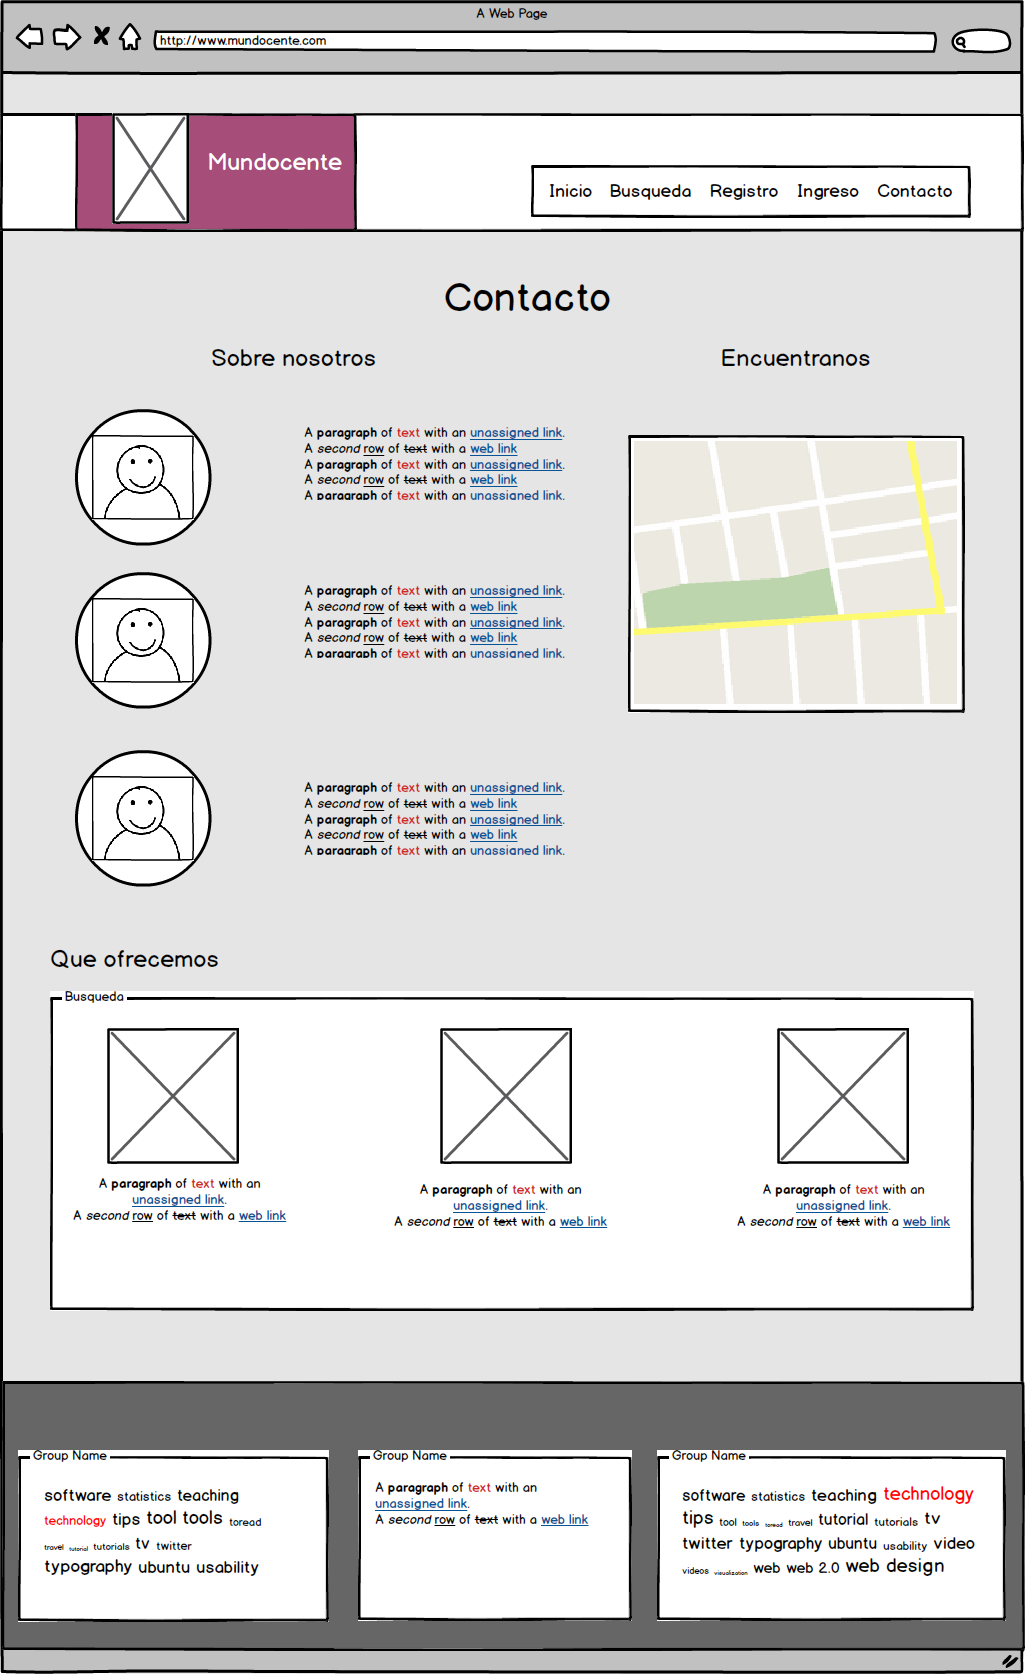 A Web Page
http://www.mundocente.com
Mundocente
Inicio Busqueda Registro Ingreso Contacto
Contacto
Sobre nosotros
Encuentranos
A paragraph of text with an unassigned link.
A second row of text with a web link
A paragraph of text with an unassigned link.
A second row of text with a web link
A paragraph of text with an unassigned link.
A paragraph of text with an unassigned link.
A second row of text with a web link
A paragraph of text with an unassigned link.
A second row of text with a web link
A paragraph of text with an unassigned link.
A paragraph of text with an unassigned link.
A second row of text with a web link
A paragraph of text with an unassigned link.
A second row of text with a web link
A paragraph of text with an unassigned link.
Que ofrecemos
Busqueda
A paragraph of text with an
unassigned link.
A second row of text with a web link
A paragraph of text with an
unassigned link.
A second row of text with a web link
A paragraph of text with an
unassigned link.
A second row of text with a web link
Group Name
software statistics teaching
technology tips tool tools toread
travel tutorial tutorials tv twitter
typography ubuntu usability
Group Name
A paragraph of text with an
unassigned link.
A second row of text with a web link
Group Name
software statistics teaching technology
tips tool tools toread travel tutorial tutorials tv
twitter typography ubuntu usability video
videos visualization web web 2.0 web design